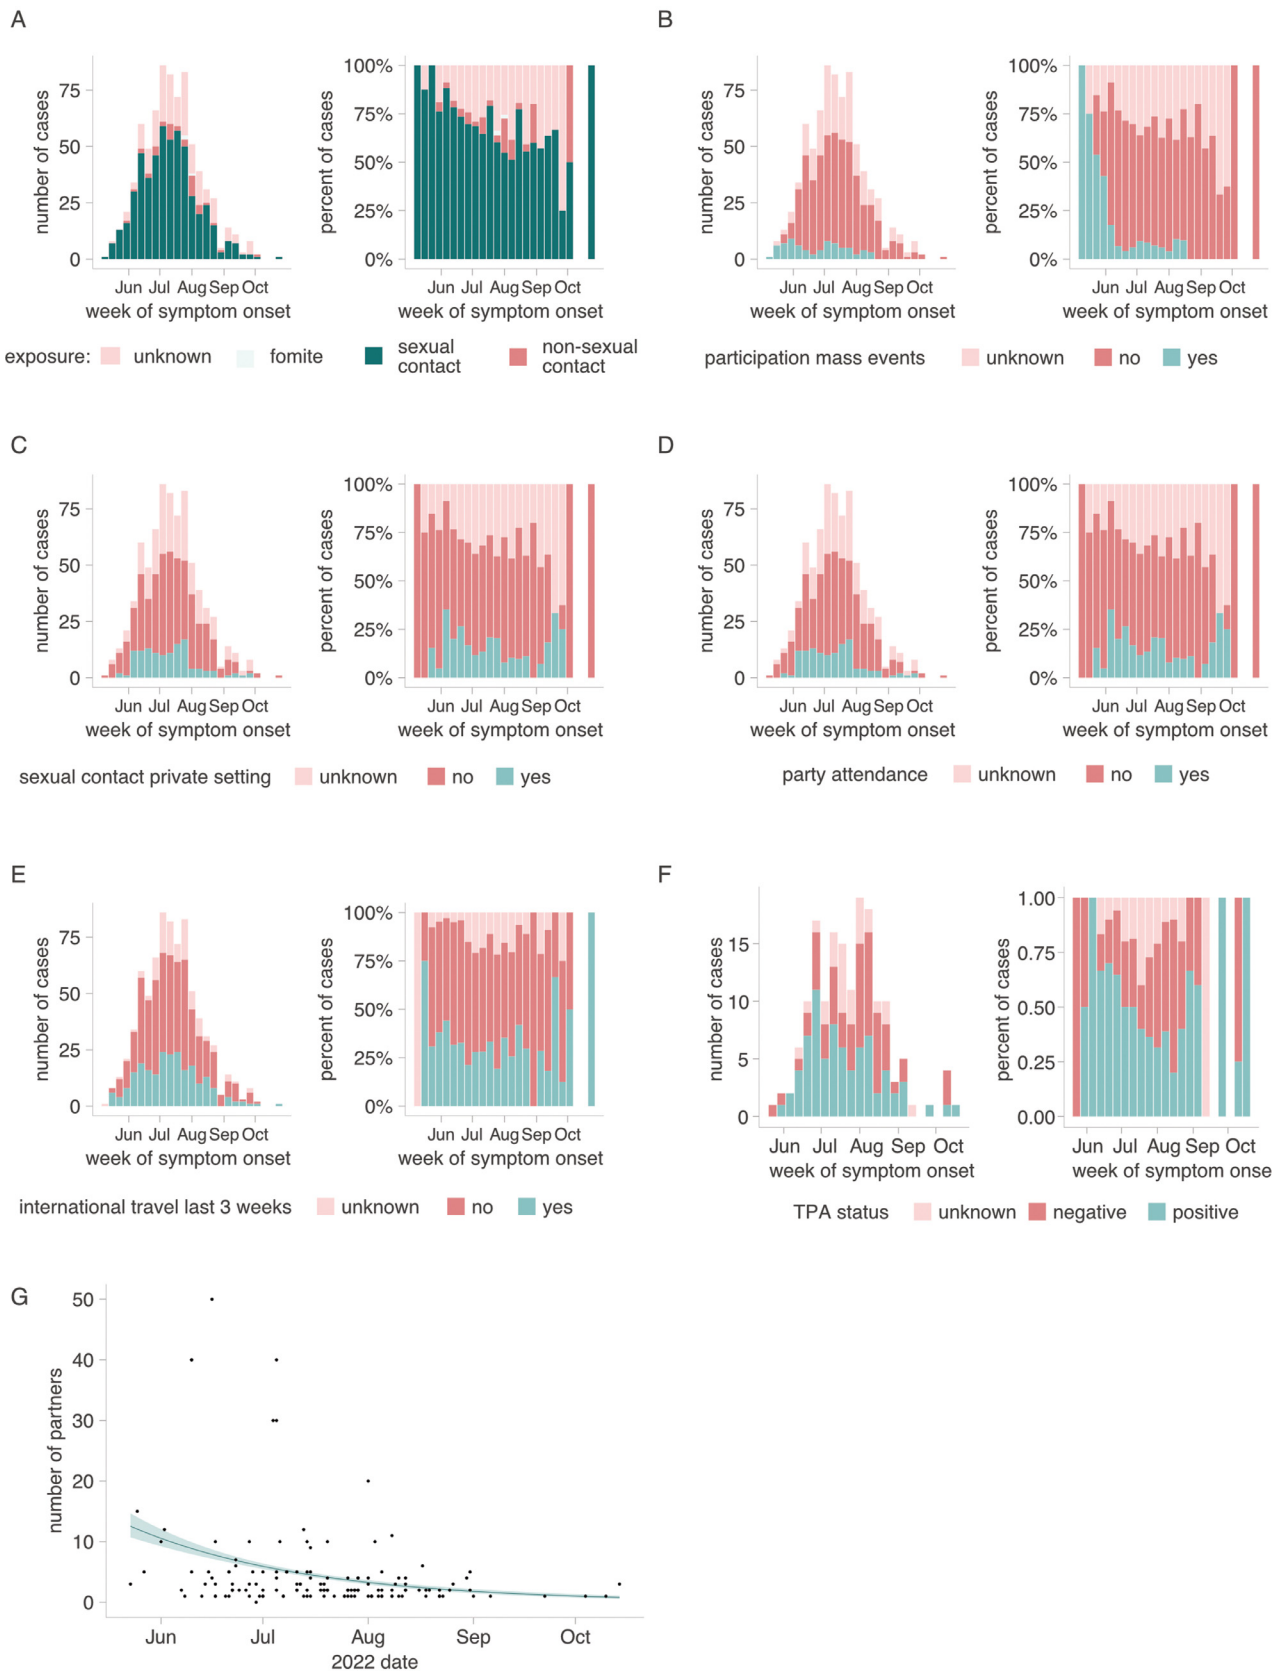 A
B
number of cases
75
50
25
0
Jun Jul Aug Sep Oct
week of symptom onset
percent of cases
100%
75%
50%
25%
0%
Jun Jul Aug Sep Oct
week of symptom onset
number of cases
75
50
25
0
Jun Jul Aug Sep Oct
week of symptom onset
percent of cases
100%
75%
50%
25%
0%
Jun Jul Aug Sep Oct
week of symptom onset
exposure: unknown fomite sexual contact non-sexual contact
participation mass events unknown no yes
C
D
number of cases
75
50
25
0
Jun Jul Aug Sep Oct
week of symptom onset
percent of cases
100%
75%
50%
25%
0%
Jun Jul Aug Sep Oct
week of symptom onset
number of cases
75
50
25
0
Jun Jul Aug Sep Oct
week of symptom onset
percent of cases
100%
75%
50%
25%
0%
Jun Jul Aug Sep Oct
week of symptom onset
sexual contact private setting unknown no yes
party attendance unknown no yes
E
F
number of cases
75
50
25
0
Jun Jul Aug Sep Oct
week of symptom onset
percent of cases
100%
75%
50%
25%
0%
Jun Jul Aug Sep Oct
week of symptom onset
number of cases
15
10
5
0
Jun Jul Aug Sep Oct
week of symptom onset
percent of cases
1.00
0.75
0.50
0.25
0.00
Jun Jul Aug Sep Oct
week of symptom onse
international travel last 3 weeks unknown no yes
TPA status unknown negative positive
G
number of partners
50
40
30
20
10
0
Jun Jul Aug Sep Oct
2022 date